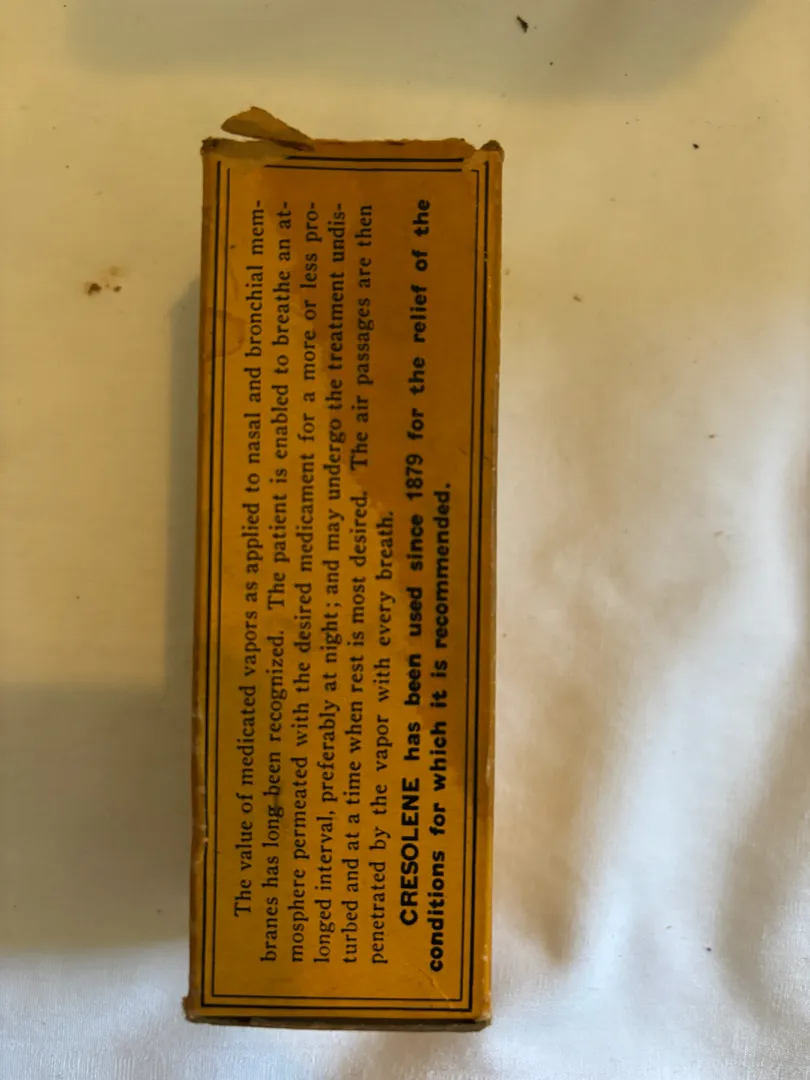 The value of medicated vapors as applied to nasal and bronchial mem-
branes has long been recognized. The patient is enabled to breathe an at-
mosphere permeated with the desired medicament for a more or less pro-
longed interval, preferably at night; and may undergo the treatment undis-
turbed and at a time when rest is most desired. The air passages are then
penetrated by the vapor with every breath.
CRESOLENE has been used since 1879 for the relief of the
conditions for which it is recommended.